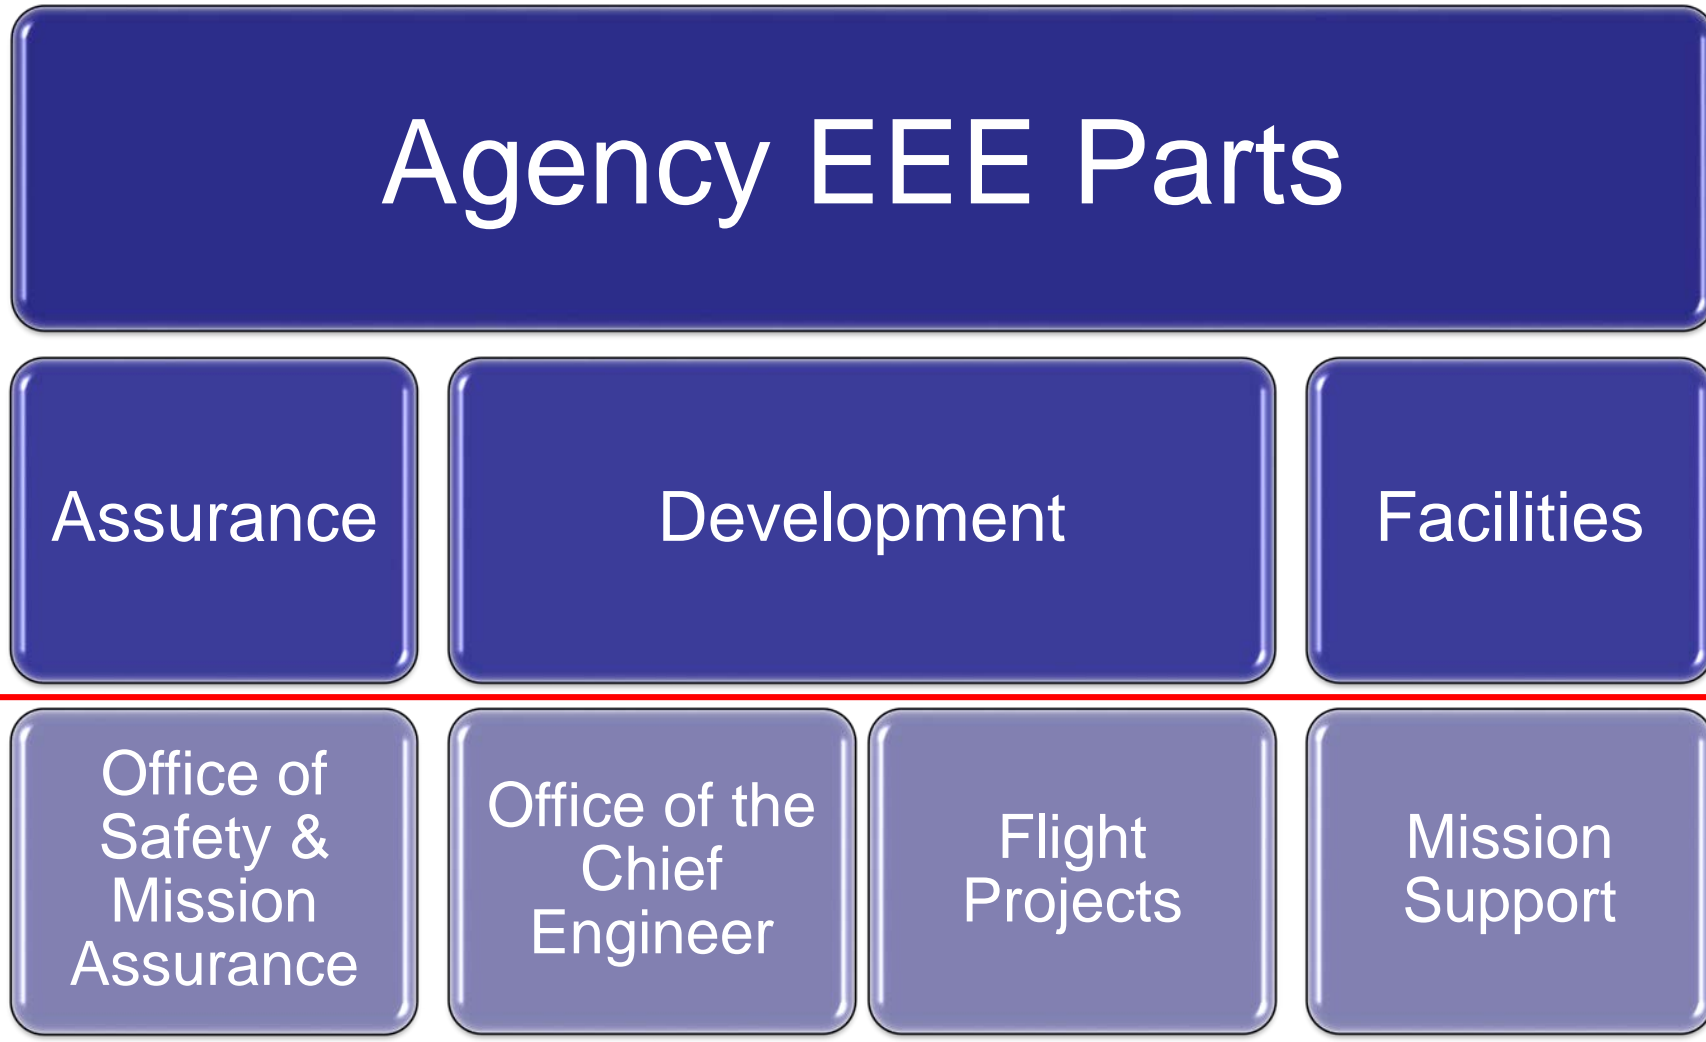 Agency EEE Parts
Assurance
Development
Facilities
Office of
Safety &
Mission
Assurance
Office of the
Chief
Engineer
Flight
Projects
Mission
Support